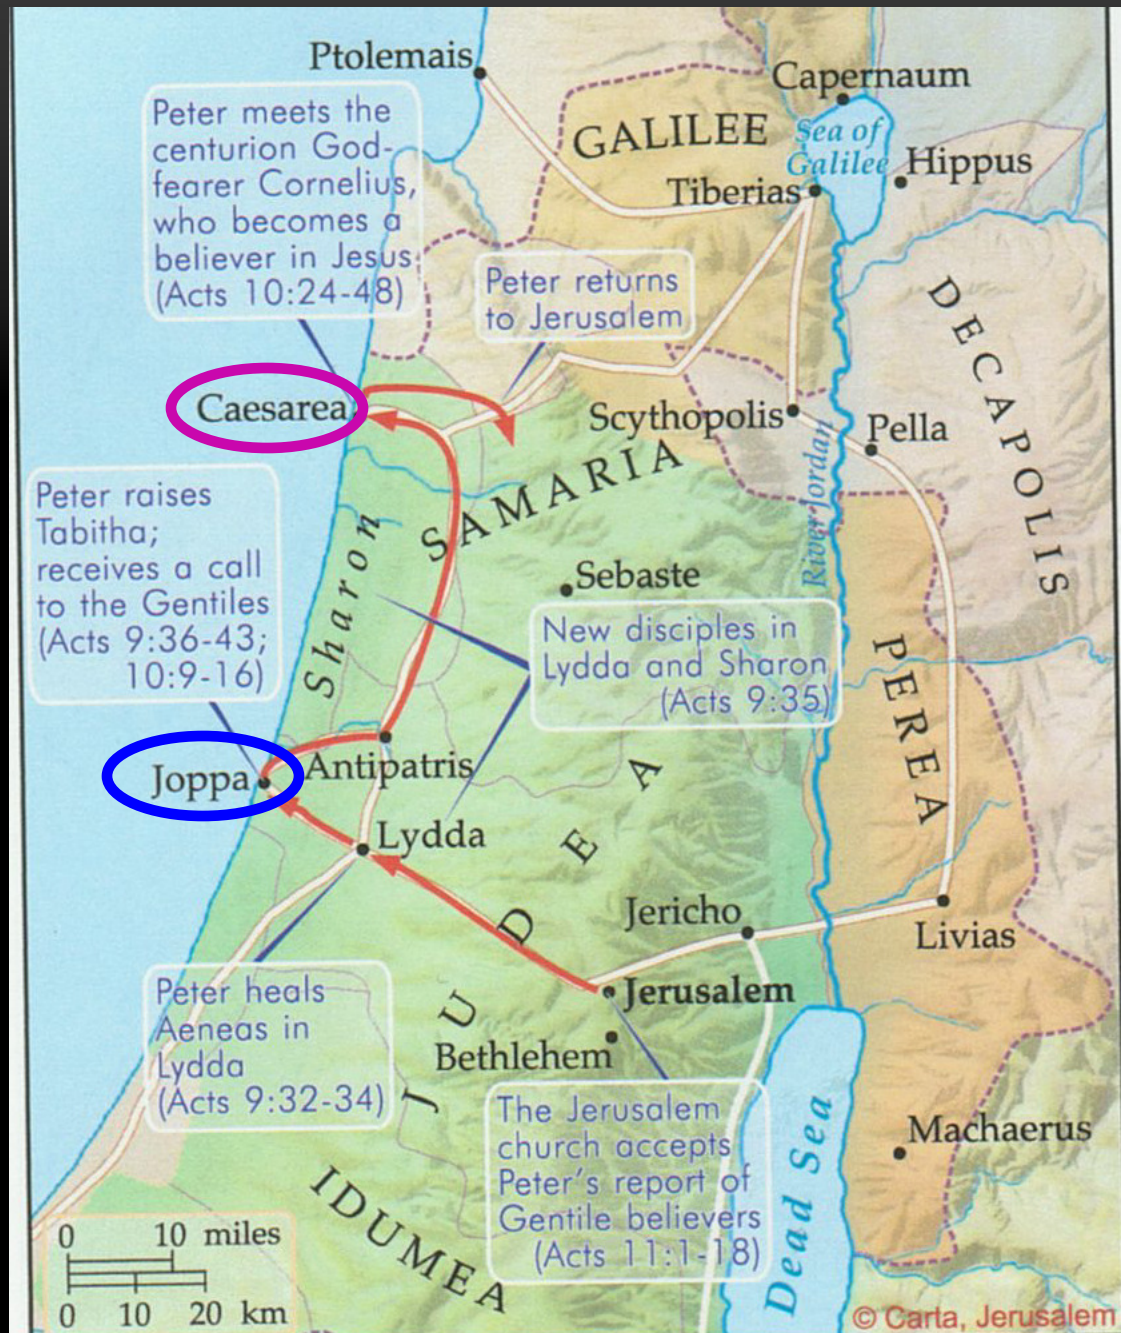 Ptolemais
Capernaum
Peter meets the
centurion God-
fearer Cornelius,
who becomes a
believer in Jesus
(Acts 10:24-48)
GALILEE
Sea of
Galilee
Hippus
Tiberias
Peter returns
to Jerusalem
DECAPOLIS
Caesarea
Scythopolis
Pella
SAMARIA
River Jordan
Peter raises
Tabitha;
receives a call
to the Gentiles
(Acts 9:36-43;
10:9-16)
Sharon
Sebaste
New disciples in
Lydda and Sharon
(Acts 9:35)
PEREA
Joppa
Antipatris
Lydda
JUDEA
Jericho
Livias
Jerusalem
Bethlehem
Peter heals
Aeneas in
Lydda
(Acts 9:32-34)
The Jerusalem
church accepts
Peter's report of
Gentile believers
(Acts 11:1-18)
Machaerus
Dead Sea
IDUMEA
0 10 miles
0 10 20 km
© Carta, Jerusalem